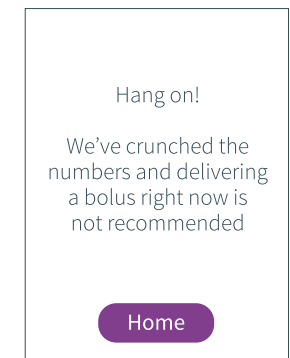 Hang on!
We’ve crunched the
numbers and delivering
a bolus right now is
not recommended
Home